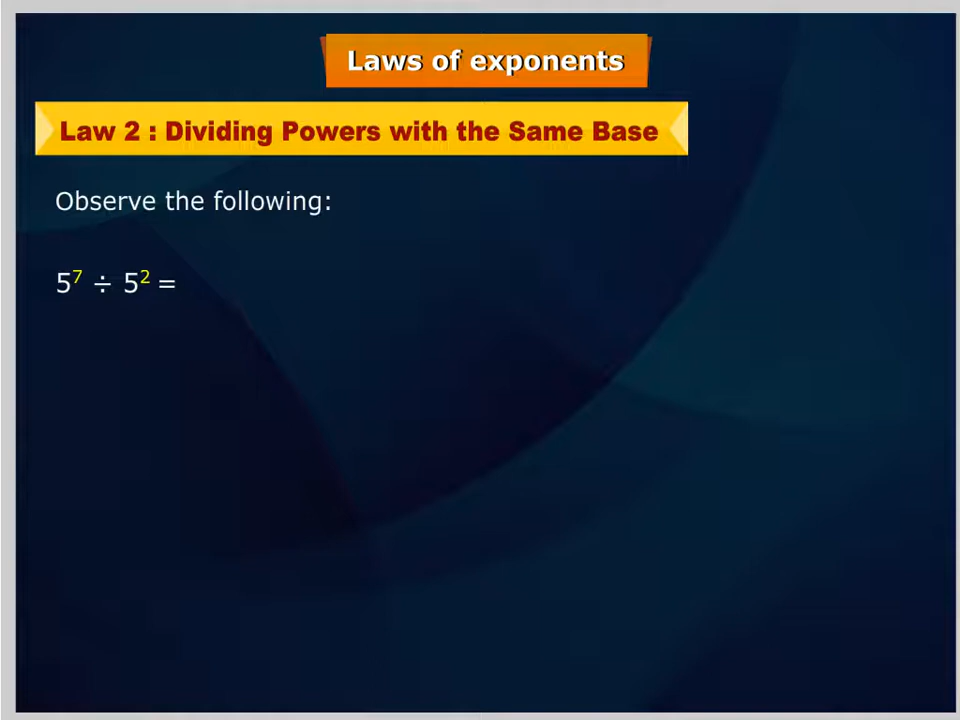 Laws of exponents
Law 2 : Dividing Powers with the Same Base
Observe the following:
5⁷ ÷ 5² =